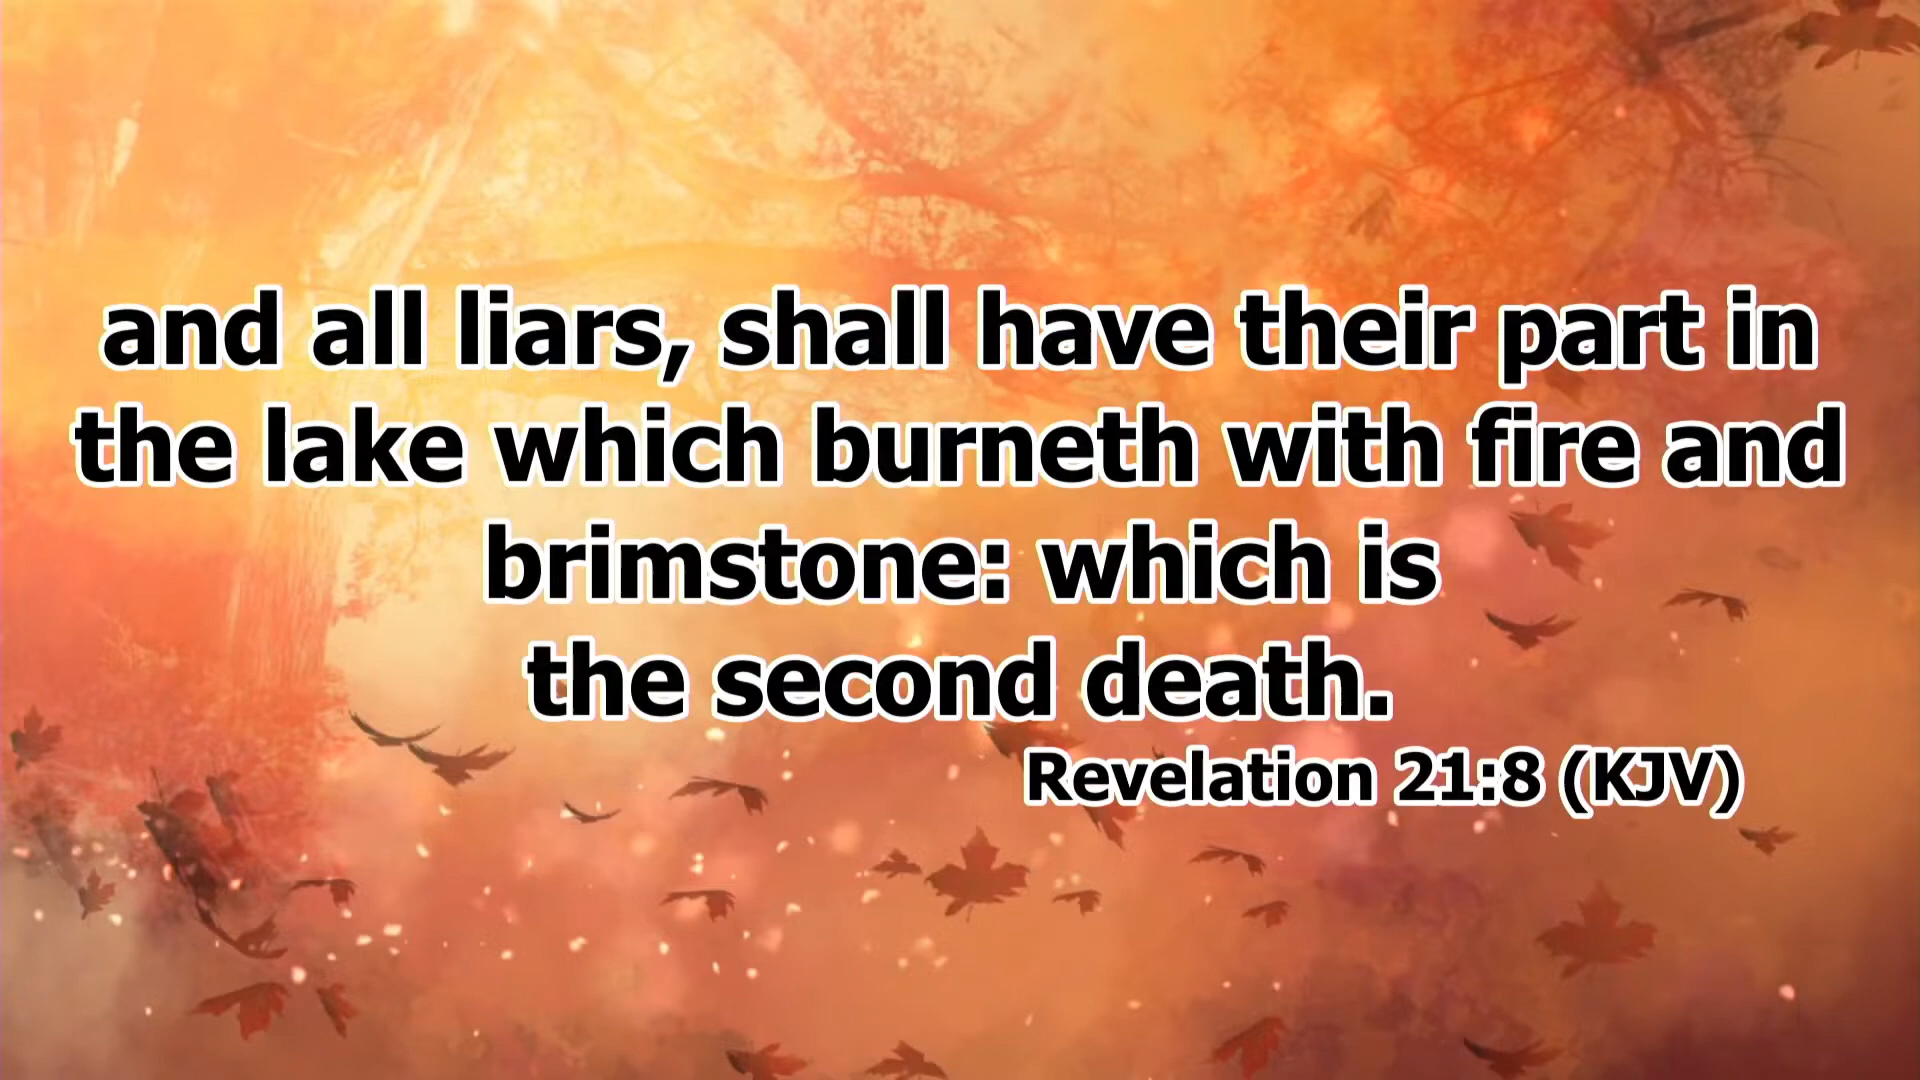 and all liars, shall have their part in
the lake which burneth with fire and
brimstone: which is
the second death.
Revelation 21:8 (KJV)